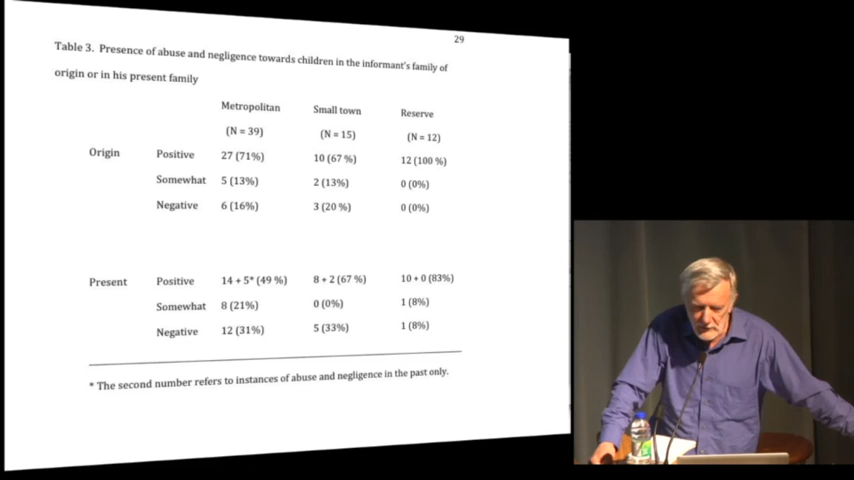 29
Table 3. Presence of abuse and negligence towards children in the informant's family of
origin or in his present family
Metropolitan Small town Reserve
(N = 39) (N = 15) (N = 12)
Origin Positive 27 (71%) 10 (67 %) 12 (100 %)
Somewhat 5 (13%) 2 (13%) 0 (0%)
Negative 6 (16%) 3 (20 %) 0 (0%)
Present Positive 14 + 5* (49 %) 8 + 2 (67 %) 10 + 0 (83%)
Somewhat 8 (21%) 0 (0%) 1 (8%)
Negative 12 (31%) 5 (33%) 1 (8%)
* The second number refers to instances of abuse and negligence in the past only.